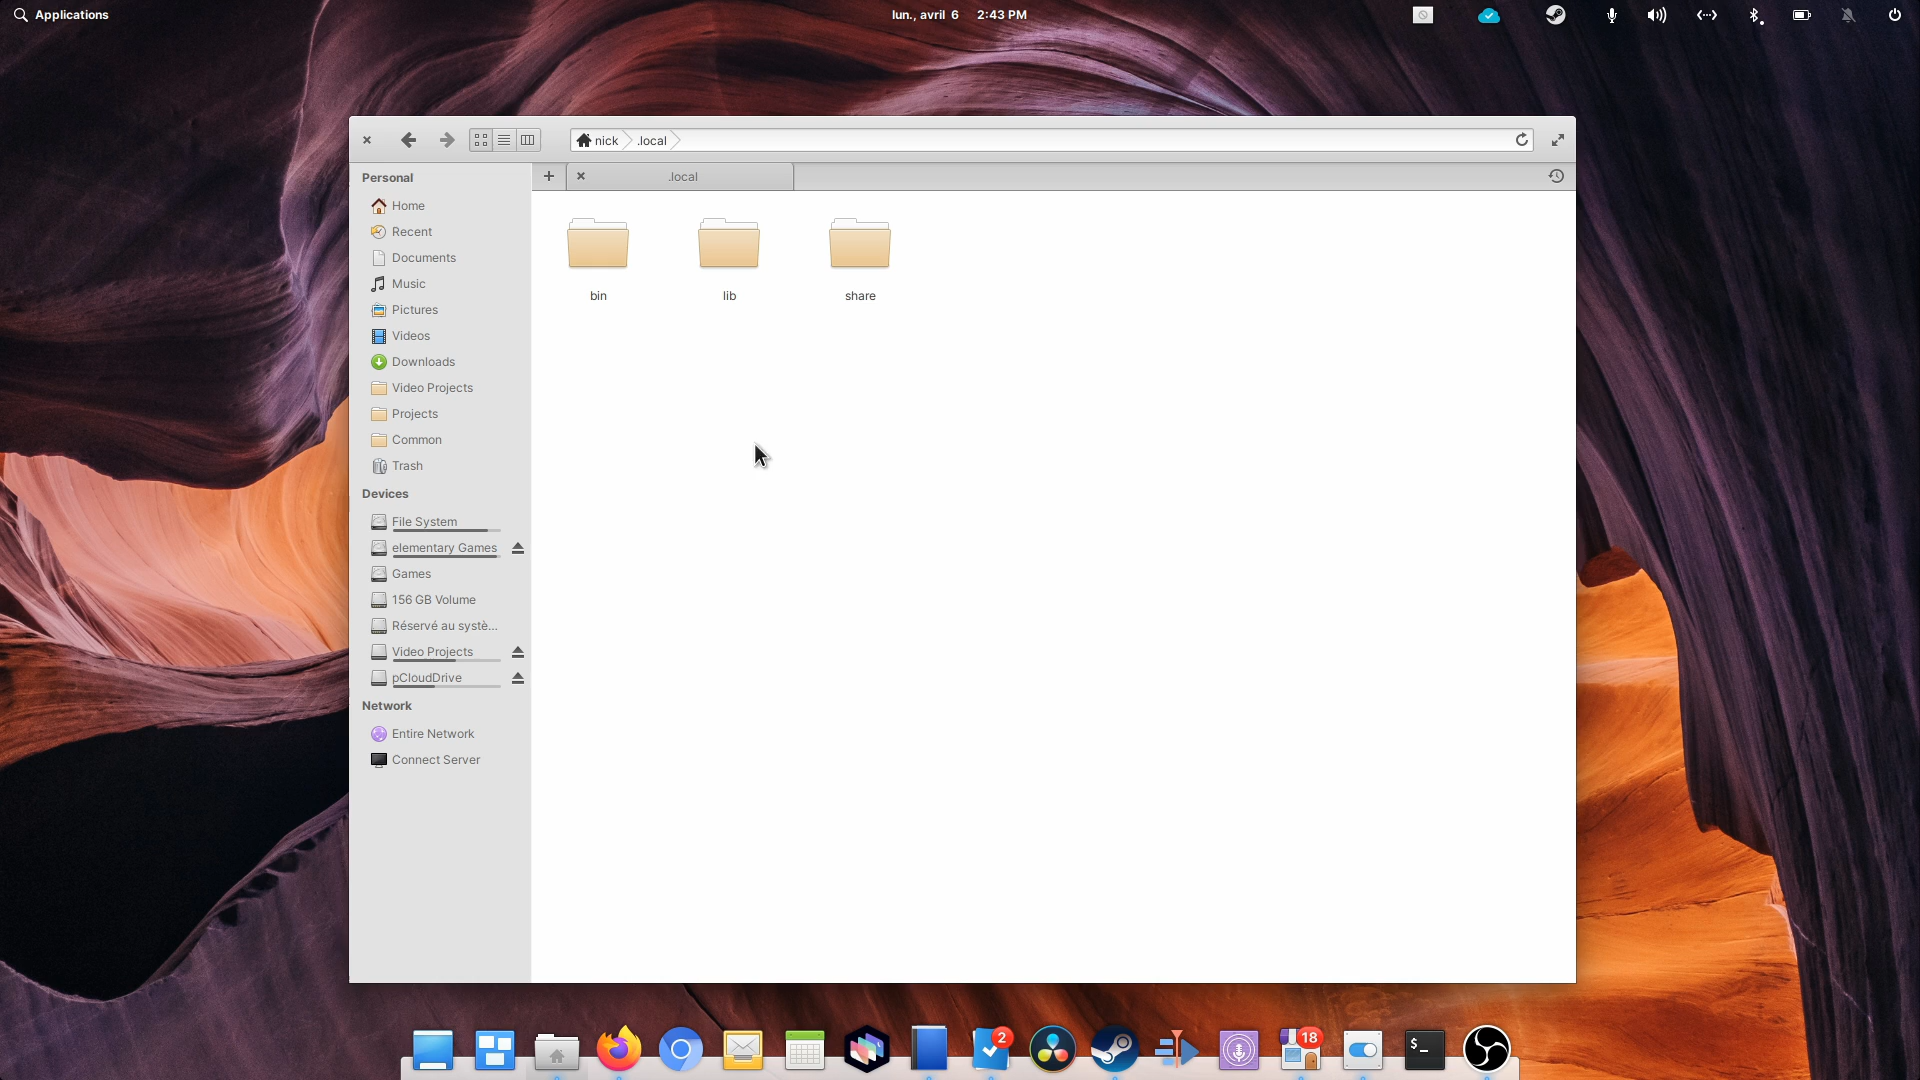 Applications
lun., avril 6 2:43 PM
nick .local
Personal
.local
Home
Recent
Documents
Music
Pictures
Videos
Downloads
Video Projects
Projects
Common
Trash
bin
lib
share
Devices
File System
elementary Games
Games
156 GB Volume
Réservé au systè...
Video Projects
pCloudDrive
Network
Entire Network
Connect Server
2
18
$_